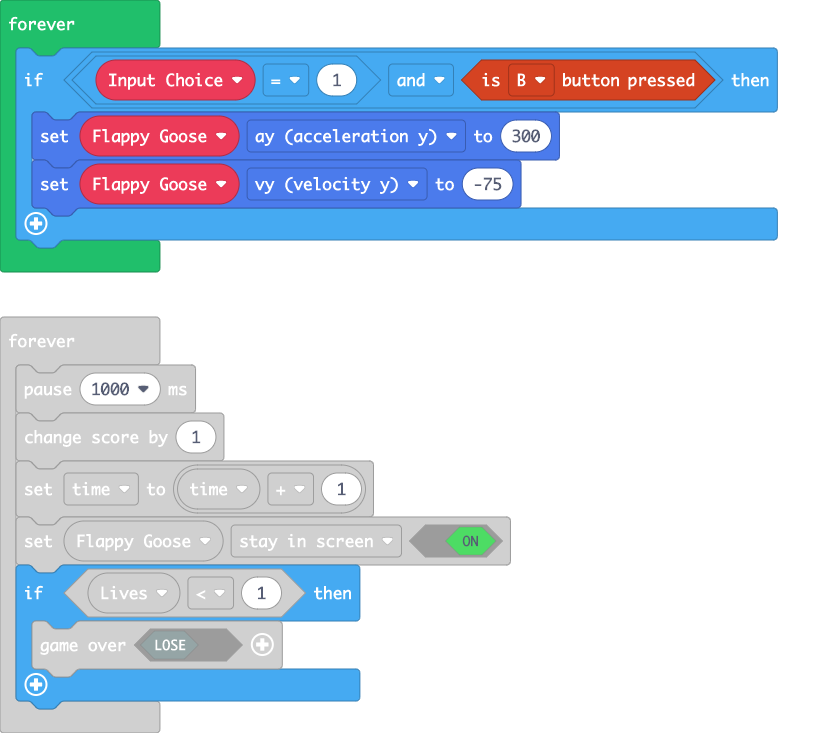 forever
if Input Choice = 1 and is B button pressed then
set Flappy Goose ay (acceleration y) to 300
set Flappy Goose vy (velocity y) to -75
forever
pause 1000 ms
change score by 1
set time to time + 1
set Flappy Goose stay in screen ON
if Lives < 1 then
game over LOSE